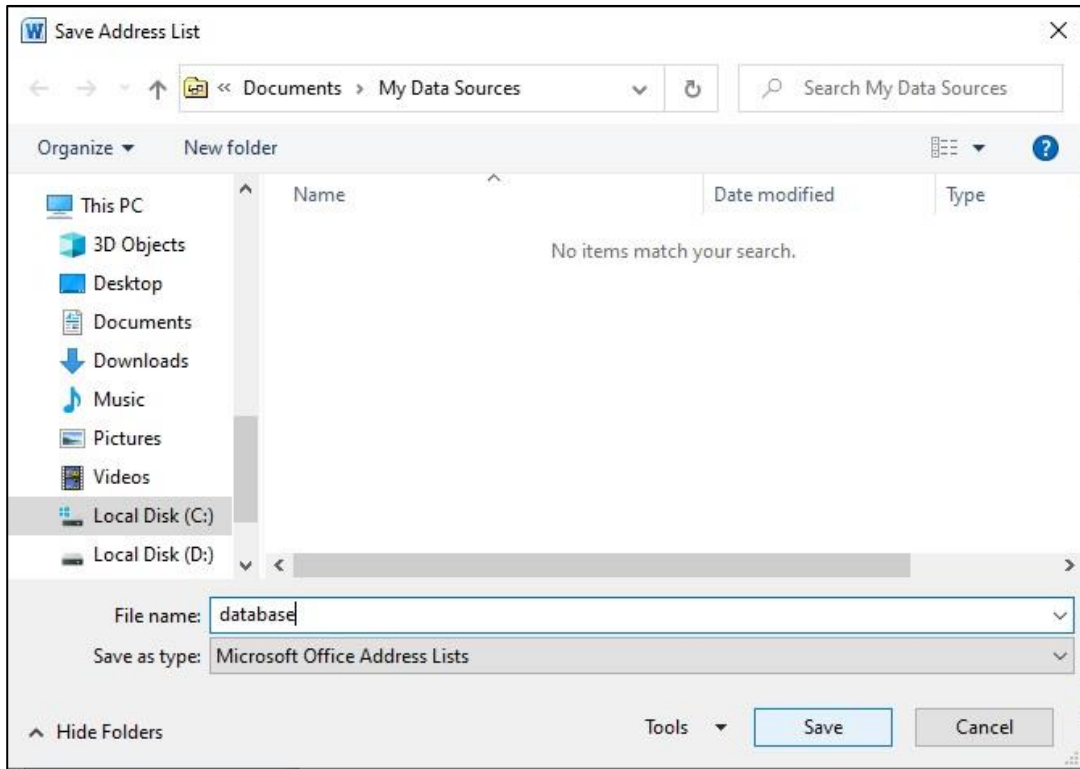 Save Address List
« Documents › My Data Sources
Search My Data Sources
Organize
New folder
Name
Date modified
Type
No items match your search.
This PC
3D Objects
Desktop
Documents
Downloads
Music
Pictures
Videos
Local Disk (C:)
Local Disk (D:)
File name: database
Save as type: Microsoft Office Address Lists
Hide Folders
Tools
Save
Cancel